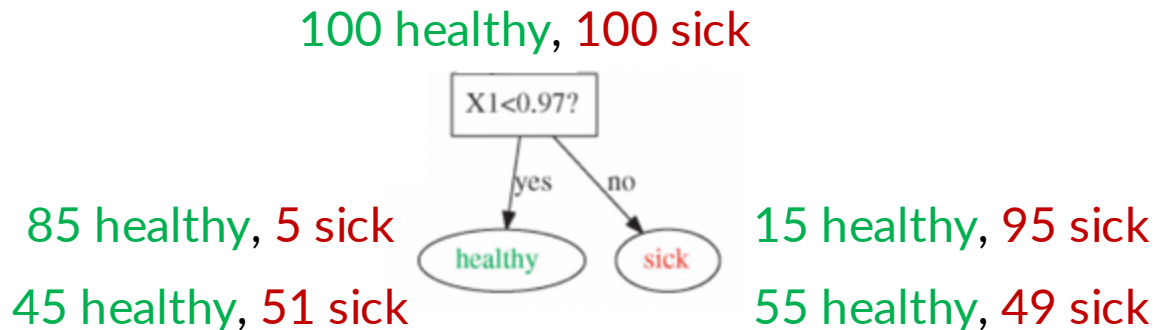 100 healthy, 100 sick
X1<0.97?
yes
no
85 healthy, 5 sick
healthy
sick
15 healthy, 95 sick
45 healthy, 51 sick
55 healthy, 49 sick